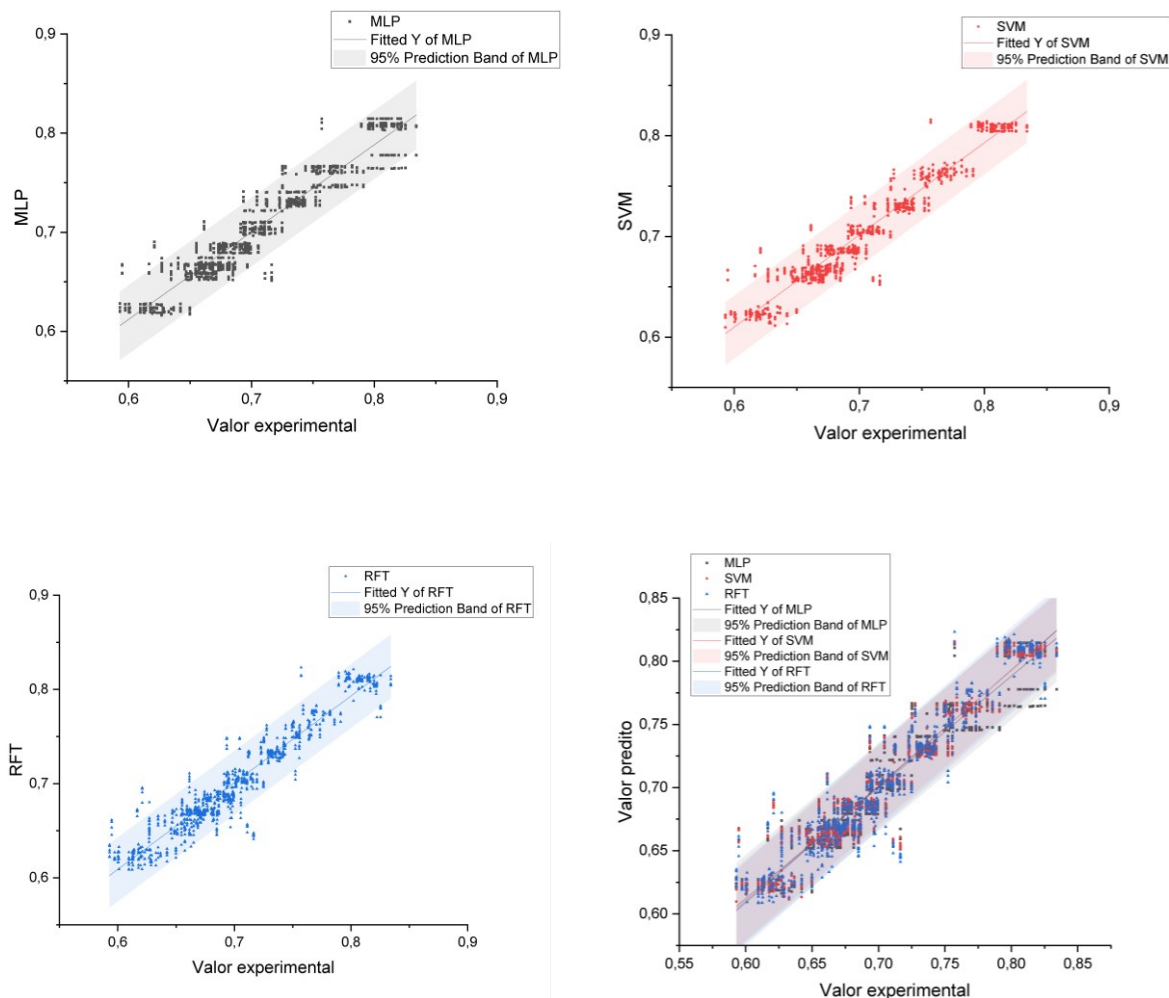 MLP
Fitted Y of MLP
95% Prediction Band of MLP
0,9
0,8
0,7
0,6
MLP
0,6
0,7
0,8
0,9
Valor experimental
SVM
Fitted Y of SVM
95% Prediction Band of SVM
0,9
0,8
0,7
0,6
SVM
0,6
0,7
0,8
0,9
Valor experimental
RFT
Fitted Y of RFT
95% Prediction Band of RFT
0,9
0,8
0,7
0,6
RFT
0,6
0,7
0,8
0,9
Valor experimental
MLP
SVM
RFT
Fitted Y of MLP
95% Prediction Band of MLP
Fitted Y of SVM
95% Prediction Band of SVM
Fitted Y of RFT
95% Prediction Band of RFT
0,85
0,80
0,75
0,70
0,65
0,60
Valor predito
0,55
0,60
0,65
0,70
0,75
0,80
0,85
Valor experimental